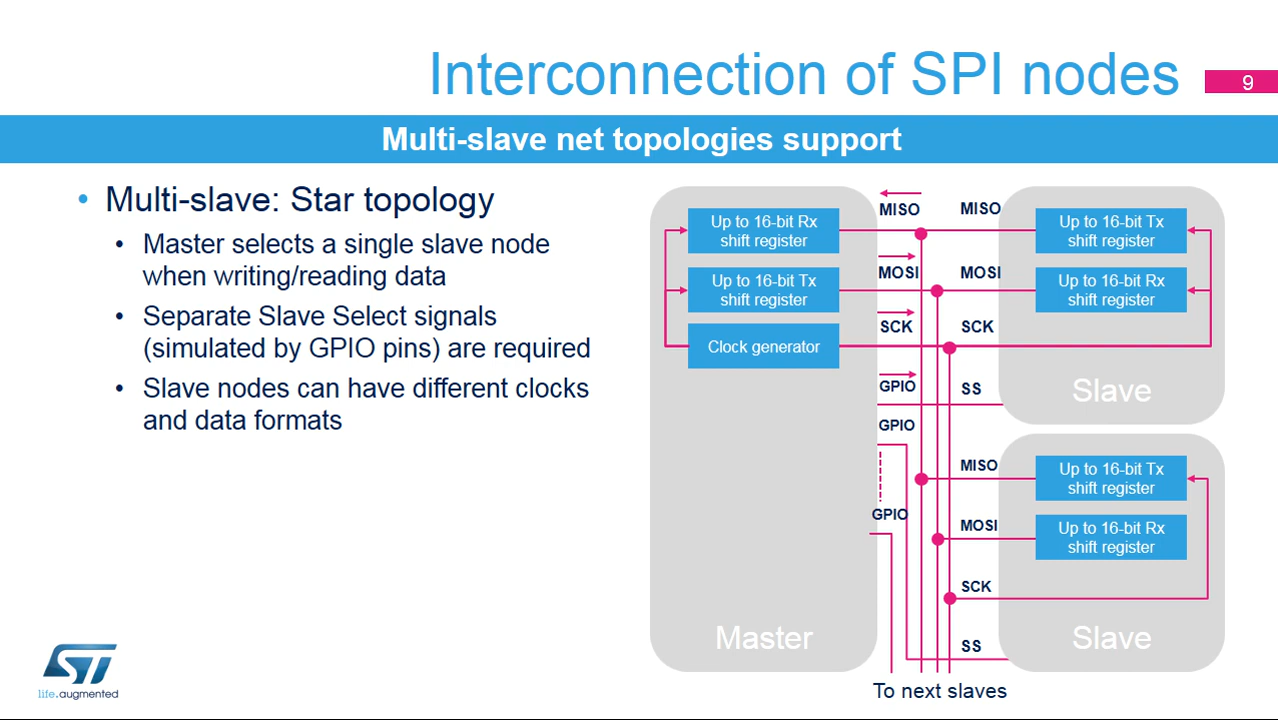 Interconnection of SPI nodes
9
Multi-slave net topologies support
• Multi-slave: Star topology
• Master selects a single slave node
when writing/reading data
• Separate Slave Select signals
(simulated by GPIO pins) are required
• Slave nodes can have different clocks
and data formats
Up to 16-bit Rx
shift register
Up to 16-bit Tx
shift register
Clock generator
Master
MISO
MOSI
SCK
GPIO
GPIO
GPIO
MISO
MOSI
SCK
SS
Up to 16-bit Tx
shift register
Up to 16-bit Rx
shift register
Slave
MISO
MOSI
SCK
SS
Up to 16-bit Tx
shift register
Up to 16-bit Rx
shift register
Slave
To next slaves
ST
life.augmented